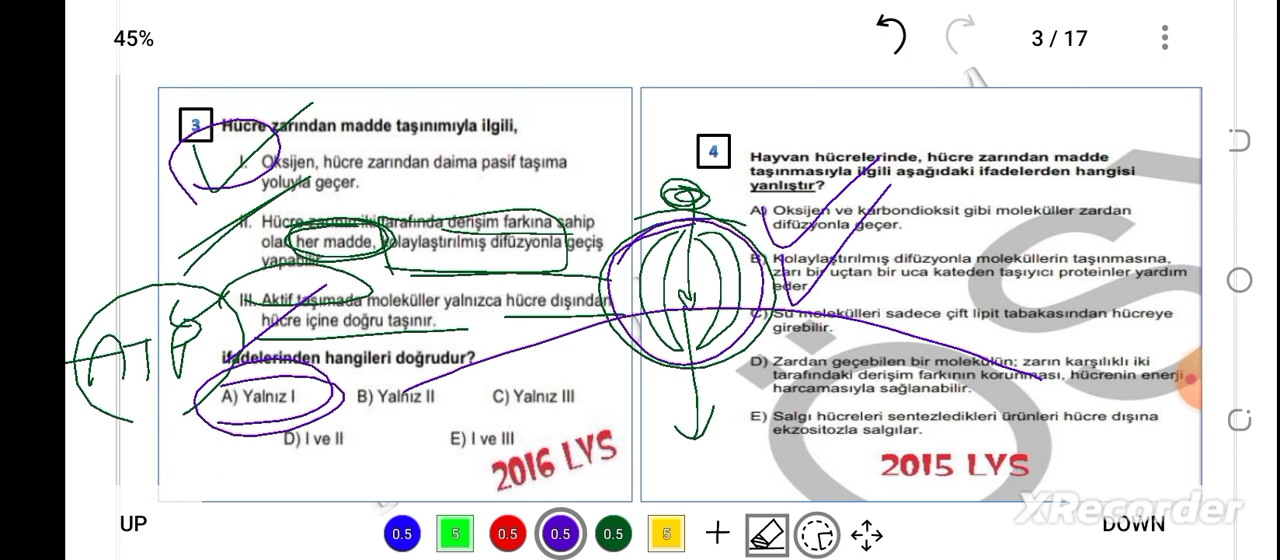 45%
3 / 17
3
Hücre zarından madde taşınımıyla ilgili,
I. Oksijen, hücre zarından daima pasif taşıma
yoluyla geçer.
II. Hücre zarının iki tarafında derişim farkına sahip
olan her madde, kolaylaştırılmış difüzyonla geçiş
yapabilir.
III. Aktif taşımada moleküller yalnızca hücre dışından
hücre içine doğru taşınır.
ifadelerinden hangileri doğrudur?
A) Yalnız I
B) Yalnız II
C) Yalnız III
D) I ve II
E) I ve III
2016 LYS
ATP
4
Hayvan hücrelerinde, hücre zarından madde
taşınmasıyla ilgili aşağıdaki ifadelerden hangisi
yanlıştır?
A) Oksijen ve karbondioksit gibi moleküller zardan
difüzyonla geçer.
B) Kolaylaştırılmış difüzyonla moleküllerin taşınmasına,
zarı bir uçtan bir uca kateden taşıyıcı proteinler yardım
eder.
C) Su molekülleri sadece çift lipit tabakasından hücreye
girebilir.
D) Zardan geçebilen bir molekülün; zarın karşılıklı iki
tarafındaki derişim farkının korunması, hücrenin enerji
harcamasıyla sağlanabilir.
E) Salgı hücreleri sentezledikleri ürünleri hücre dışına
ekzositozla salgılar.
2015 LYS
XRecorder
UP
0.5
5
0.5
0.5
0.5
5
DOWN